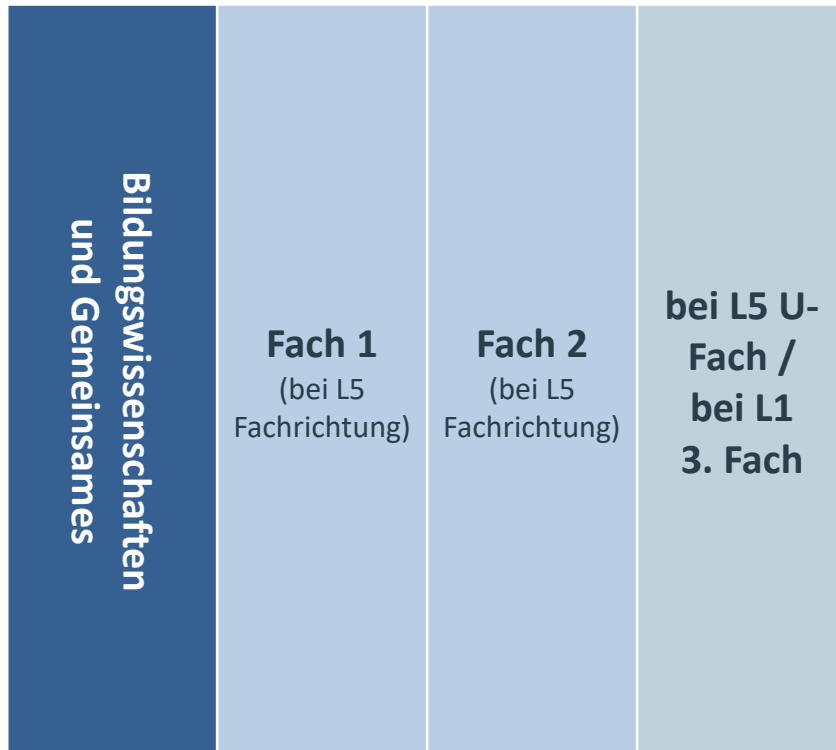 Bildungswissenschaften
und Gemeinsames
Fach 1
(bei L5
Fachrichtung)
Fach 2
(bei L5
Fachrichtung)
bei L5 U-
Fach /
bei L1
3. Fach